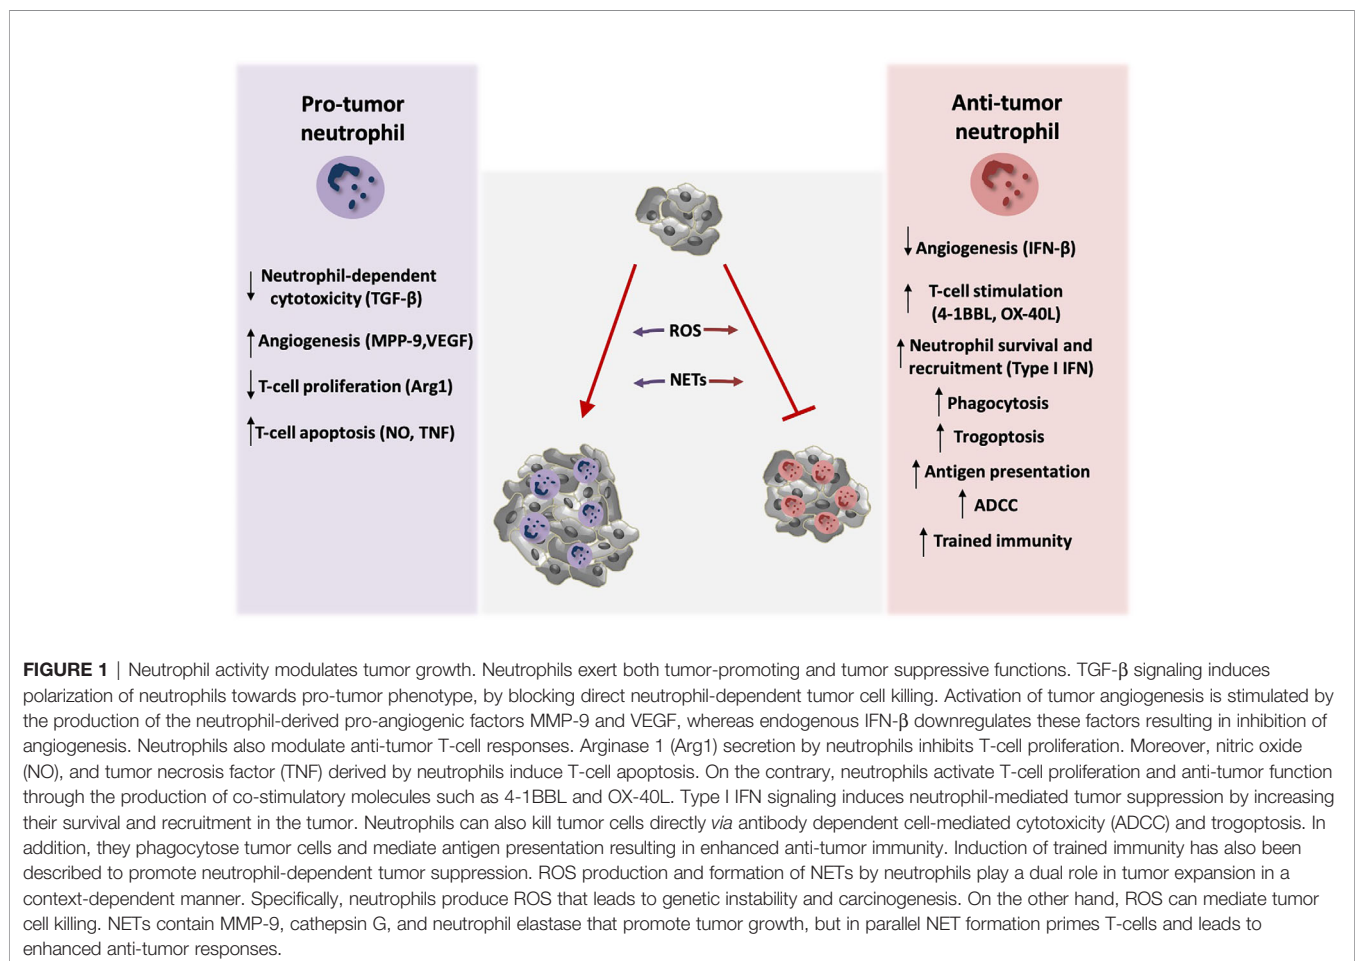 Pro-tumor
neutrophil
Neutrophil-dependent
cytotoxicity (TGF-β)
Angiogenesis (MPP-9,VEGF)
T-cell proliferation (Arg1)
T-cell apoptosis (NO, TNF)
ROS
NETs
Anti-tumor
neutrophil
Angiogenesis (IFN-β)
T-cell stimulation
(4-1BBL, OX-40L)
Neutrophil survival and
recruitment (Type I IFN)
Phagocytosis
Trogoptosis
Antigen presentation
ADCC
Trained immunity
FIGURE 1 | Neutrophil activity modulates tumor growth. Neutrophils exert both tumor-promoting and tumor suppressive functions. TGF-β signaling induces
polarization of neutrophils towards pro-tumor phenotype, by blocking direct neutrophil-dependent tumor cell killing. Activation of tumor angiogenesis is stimulated by
the production of the neutrophil-derived pro-angiogenic factors MMP-9 and VEGF, whereas endogenous IFN-β downregulates these factors resulting in inhibition of
angiogenesis. Neutrophils also modulate anti-tumor T-cell responses. Arginase 1 (Arg1) secretion by neutrophils inhibits T-cell proliferation. Moreover, nitric oxide
(NO), and tumor necrosis factor (TNF) derived by neutrophils induce T-cell apoptosis. On the contrary, neutrophils activate T-cell proliferation and anti-tumor function
through the production of co-stimulatory molecules such as 4-1BBL and OX-40L. Type I IFN signaling induces neutrophil-mediated tumor suppression by increasing
their survival and recruitment in the tumor. Neutrophils can also kill tumor cells directly via antibody dependent cell-mediated cytotoxicity (ADCC) and trogoptosis. In
addition, they phagocytose tumor cells and mediate antigen presentation resulting in enhanced anti-tumor immunity. Induction of trained immunity has also been
described to promote neutrophil-dependent tumor suppression. ROS production and formation of NETs by neutrophils play a dual role in tumor expansion in a
context-dependent manner. Specifically, neutrophils produce ROS that leads to genetic instability and carcinogenesis. On the other hand, ROS can mediate tumor
cell killing. NETs contain MMP-9, cathepsin G, and neutrophil elastase that promote tumor growth, but in parallel NET formation primes T-cells and leads to
enhanced anti-tumor responses.